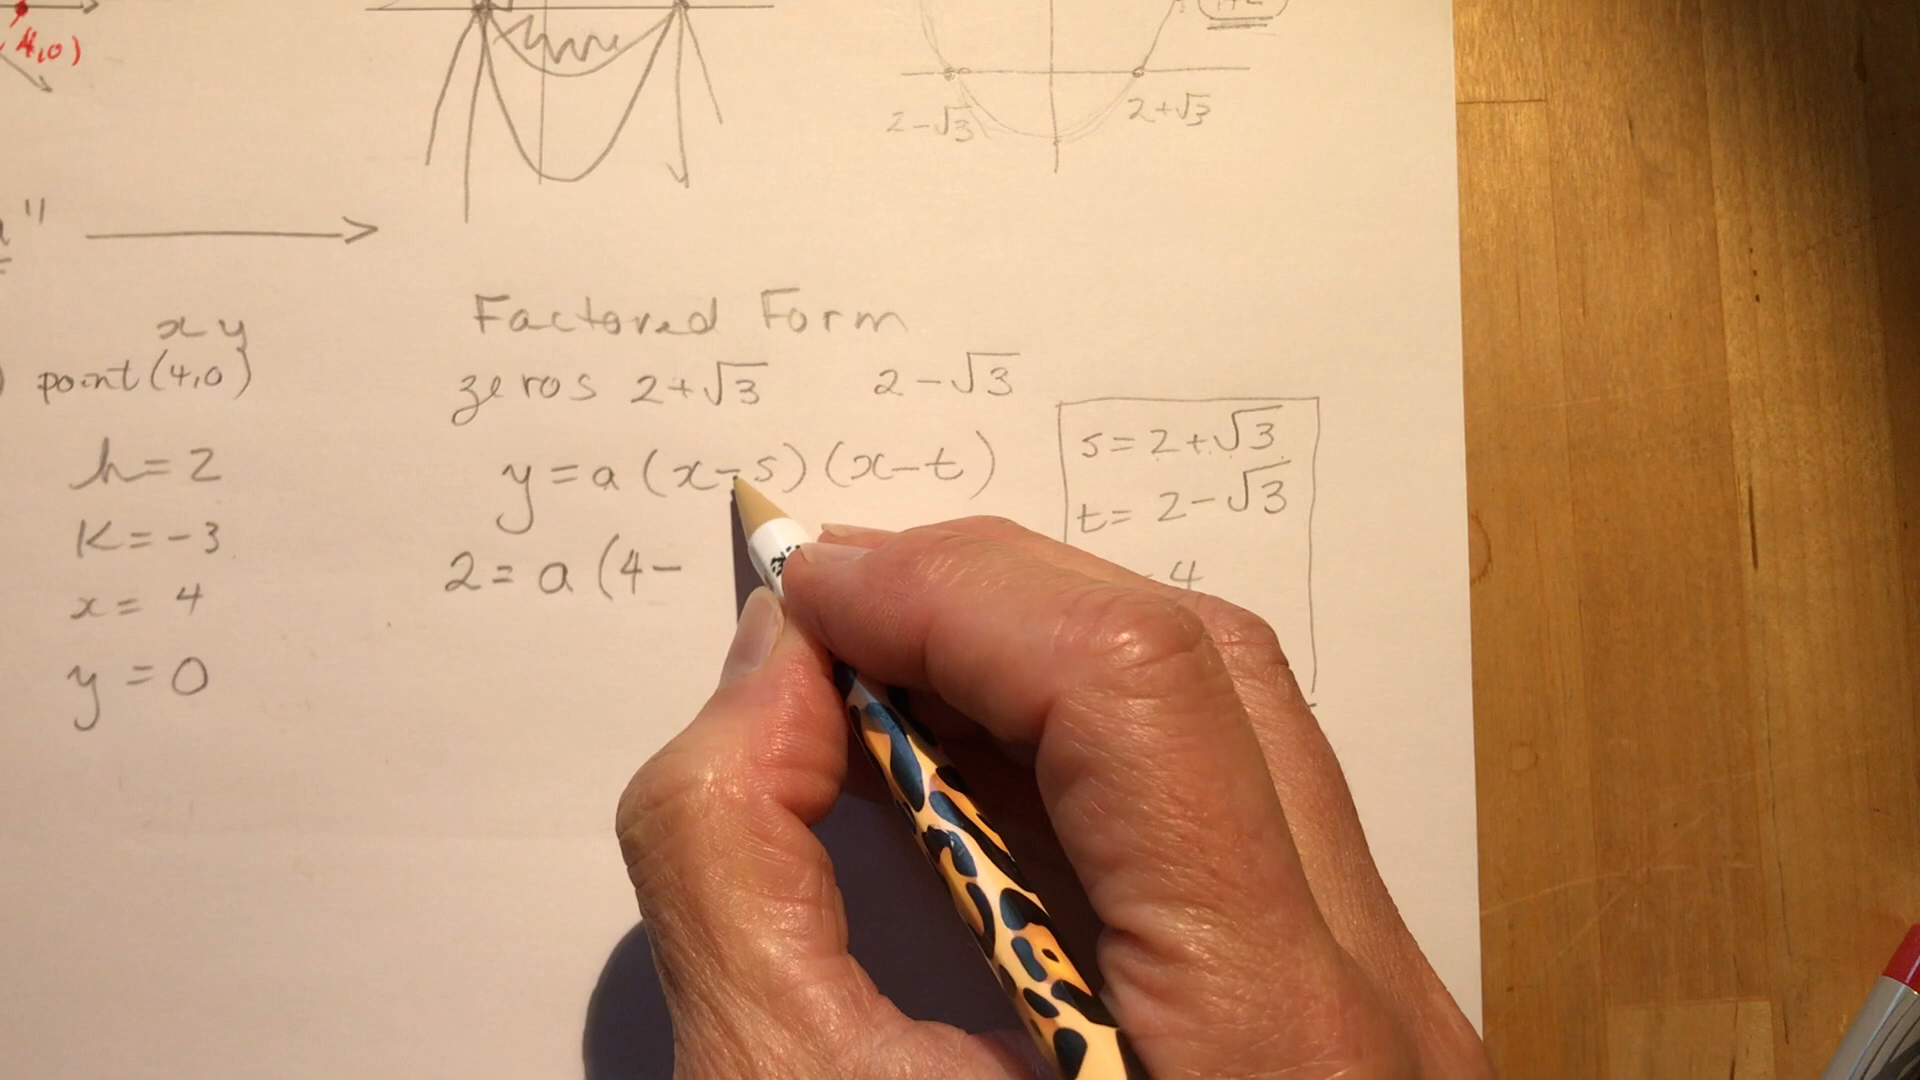 4,0)
2-√3
2+√3
"
x y
point (4,0)
h=2
K=-3
x= 4
y=0
Factored Form
zeros 2+√3 2-√3
y=a(x-s)(x-t)
2= a (4-
s=2+√3
t= 2-√3
= 4